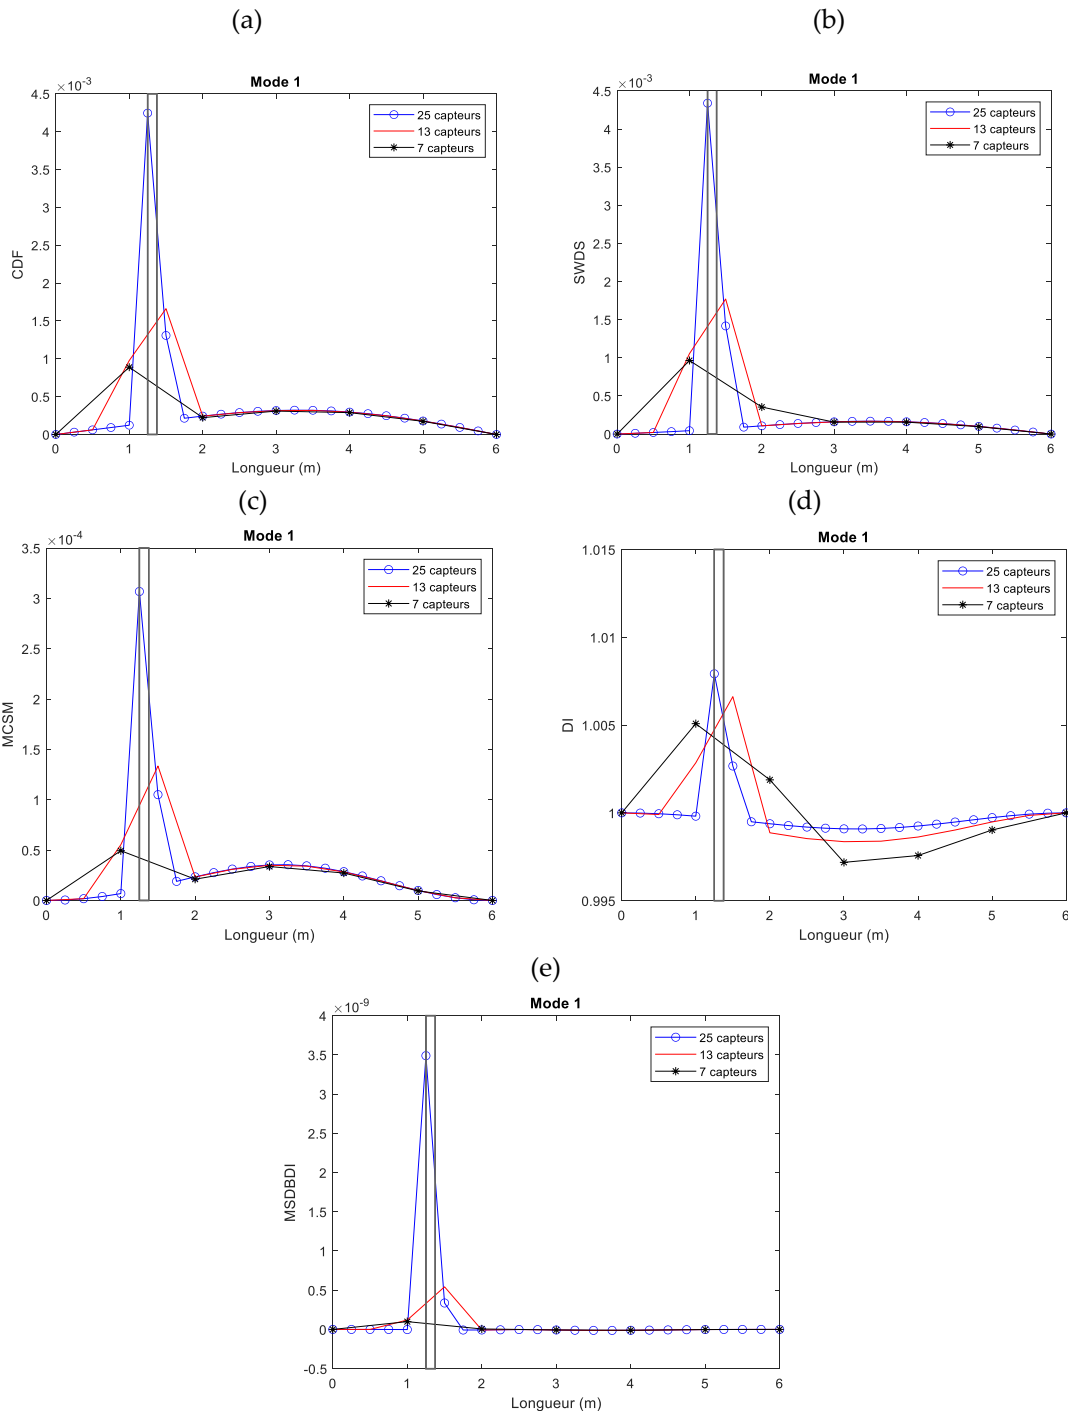 (a)
Mode 1
×10⁻³
4.5
4
3.5
3
2.5
2
1.5
1
0.5
0
CDF
0 1 2 3 4 5 6
Longueur (m)
25 capteurs
13 capteurs
7 capteurs
(b)
Mode 1
×10⁻³
4.5
4
3.5
3
2.5
2
1.5
1
0.5
0
SWDS
0 1 2 3 4 5 6
Longueur (m)
25 capteurs
13 capteurs
7 capteurs
(c)
Mode 1
×10⁻⁴
3.5
3
2.5
2
1.5
1
0.5
0
MCSM
0 1 2 3 4 5 6
Longueur (m)
25 capteurs
13 capteurs
7 capteurs
(d)
Mode 1
1.015
1.01
1.005
1
0.995
DI
0 1 2 3 4 5 6
Longueur (m)
25 capteurs
13 capteurs
7 capteurs
(e)
Mode 1
×10⁻⁹
4
3.5
3
2.5
2
1.5
1
0.5
0
-0.5
MSDBDI
0 1 2 3 4 5 6
Longueur (m)
25 capteurs
13 capteurs
7 capteurs